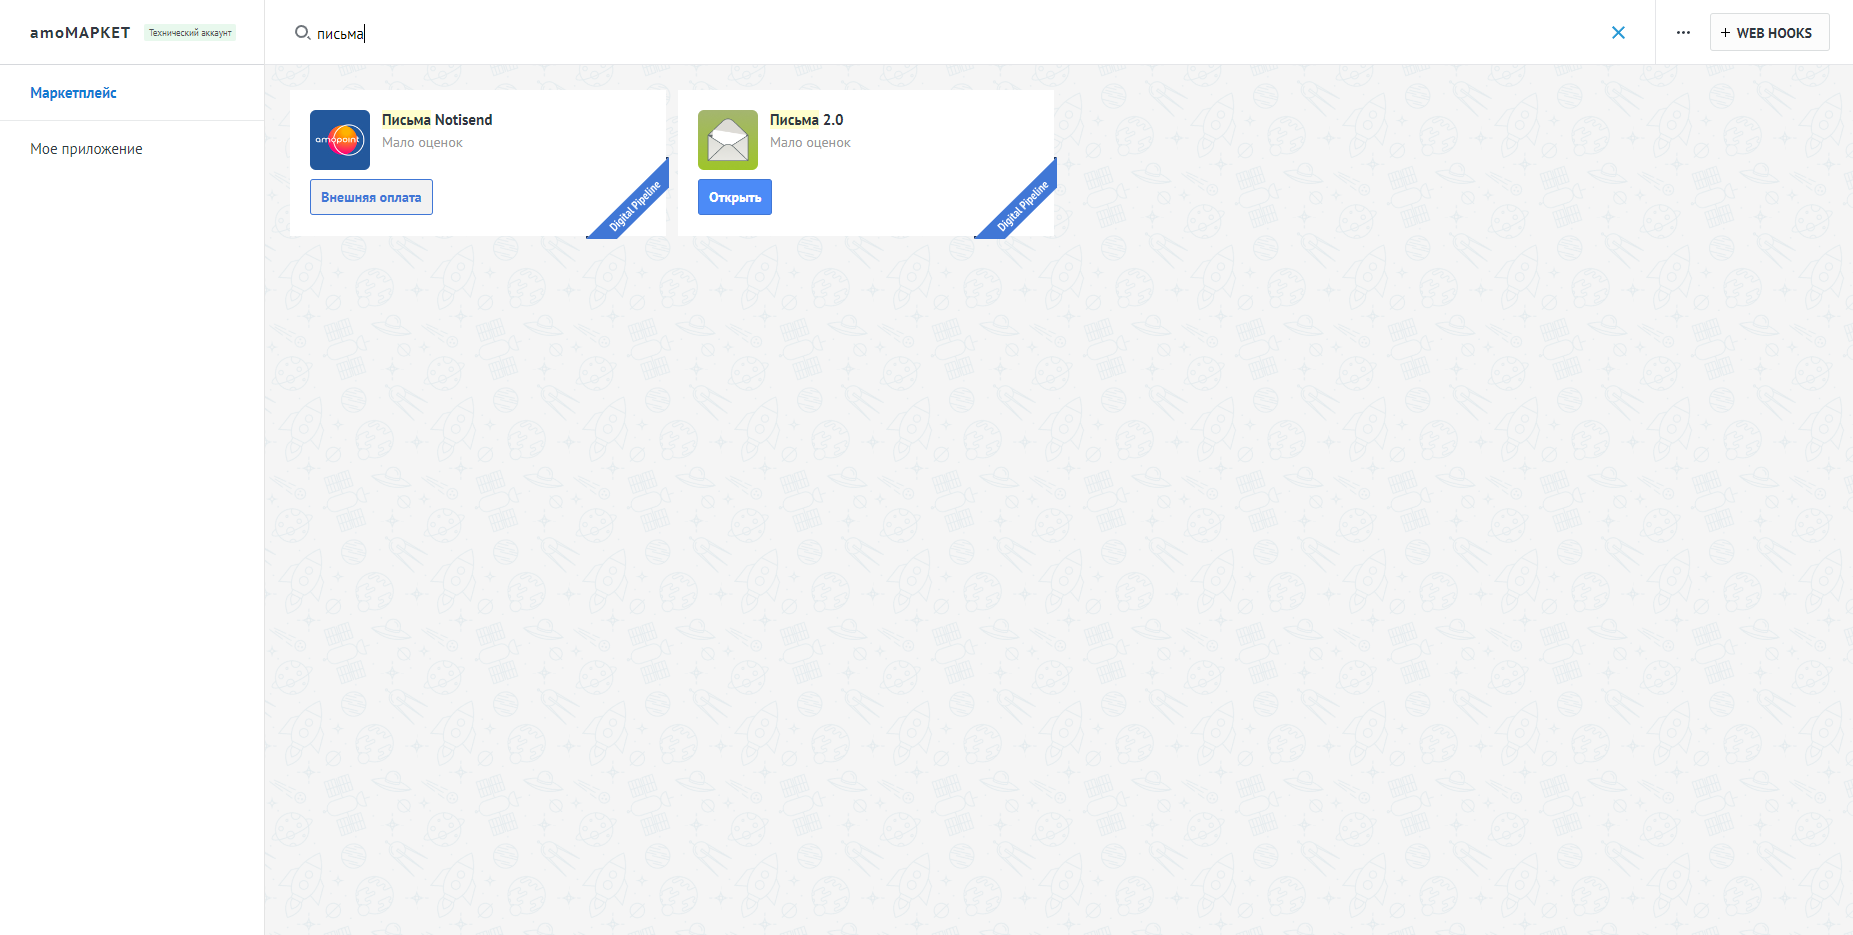 amoМАРКЕТ
Технический аккаунт
письма
WEB HOOKS
Маркетплейс
Мое приложение
amopoint
Письма Notisend
Мало оценок
Внешняя оплата
Digital Pipeline
Письма 2.0
Мало оценок
Открыть
Digital Pipeline